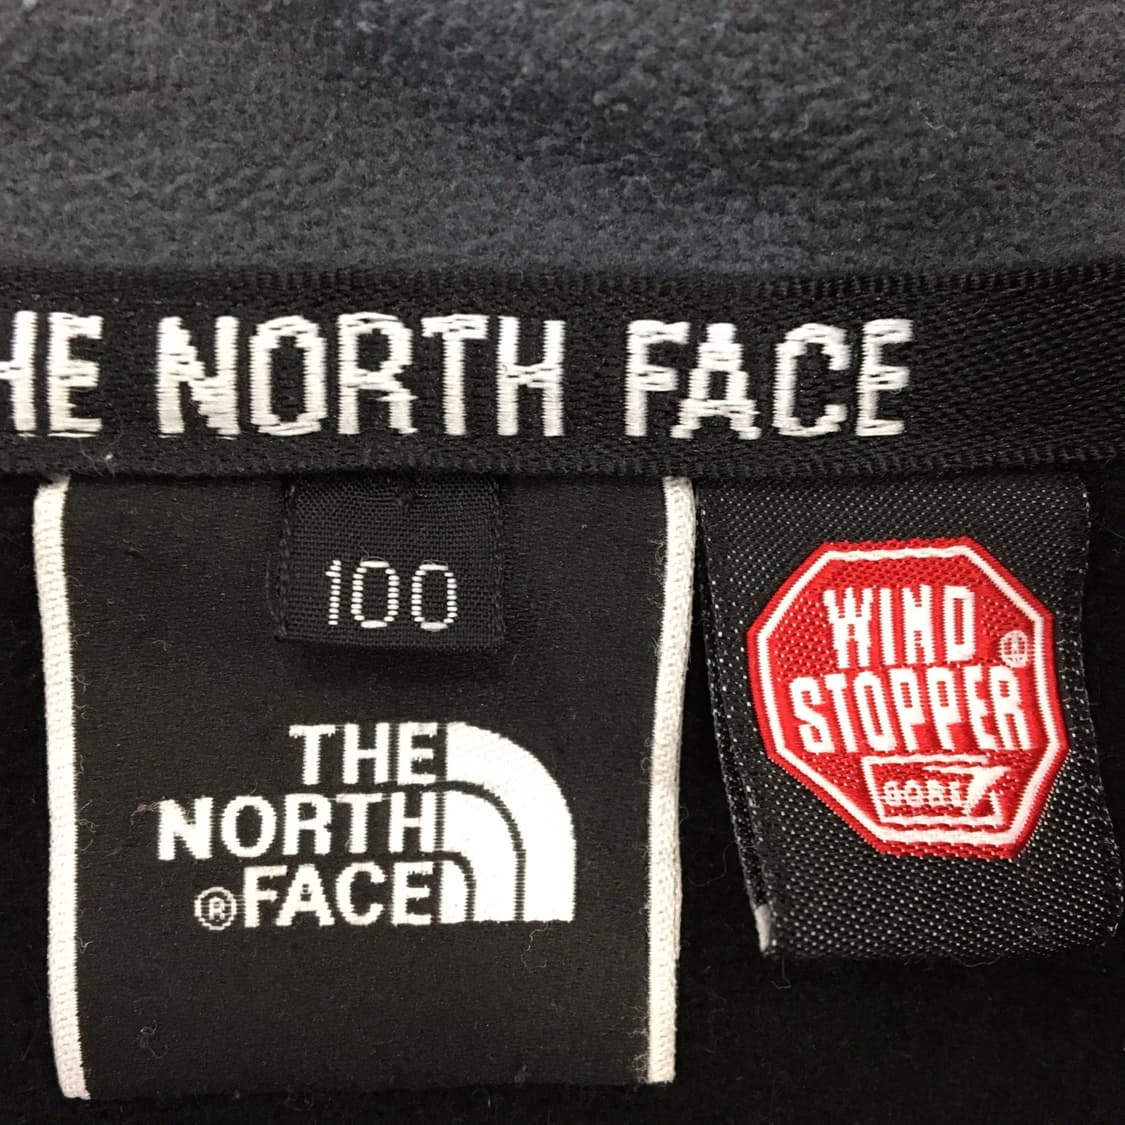 HE NORTH FACE
100
THE
NORTH
®FACE
WIND
STOPPER®
GORE